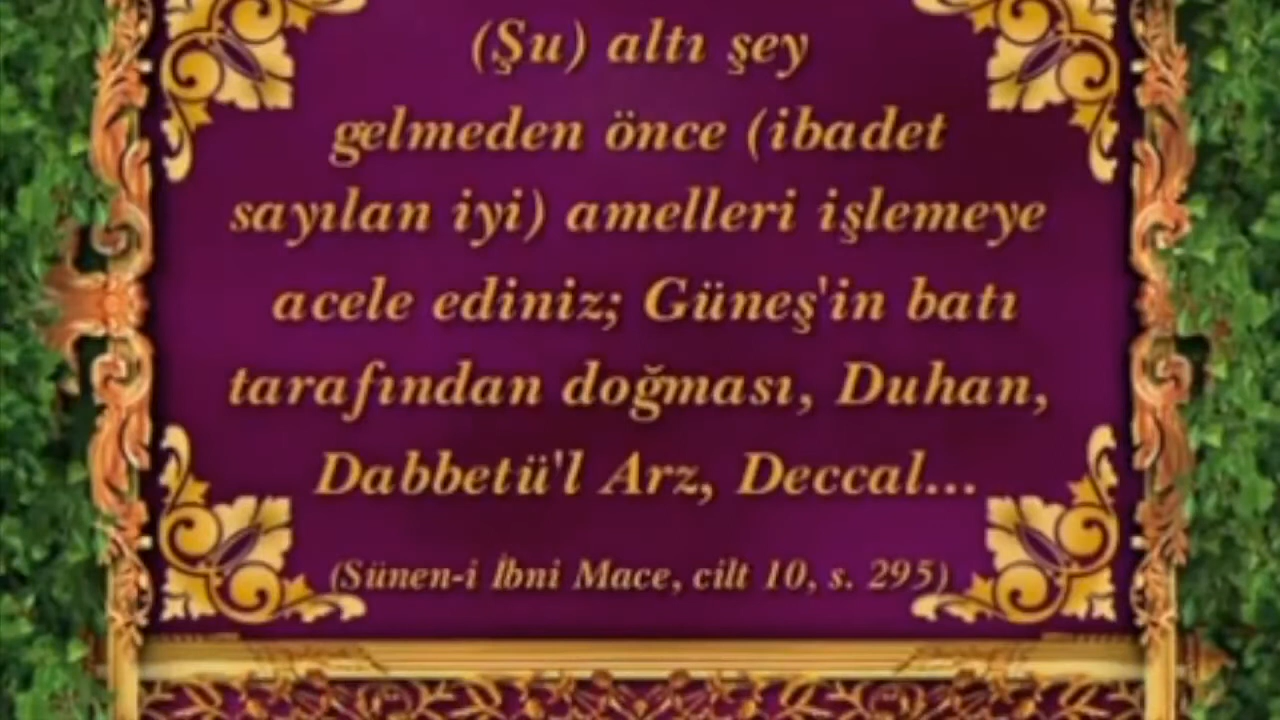 (Şu) altı şey
gelmeden önce (ibadet
sayılan iyi) amelleri işlemeye
acele ediniz; Güneş'in batı
tarafından doğması, Duhan,
Dabbetü'l Arz, Deccal...
(Sünen-i İbni Mace, cilt 10, s. 295)